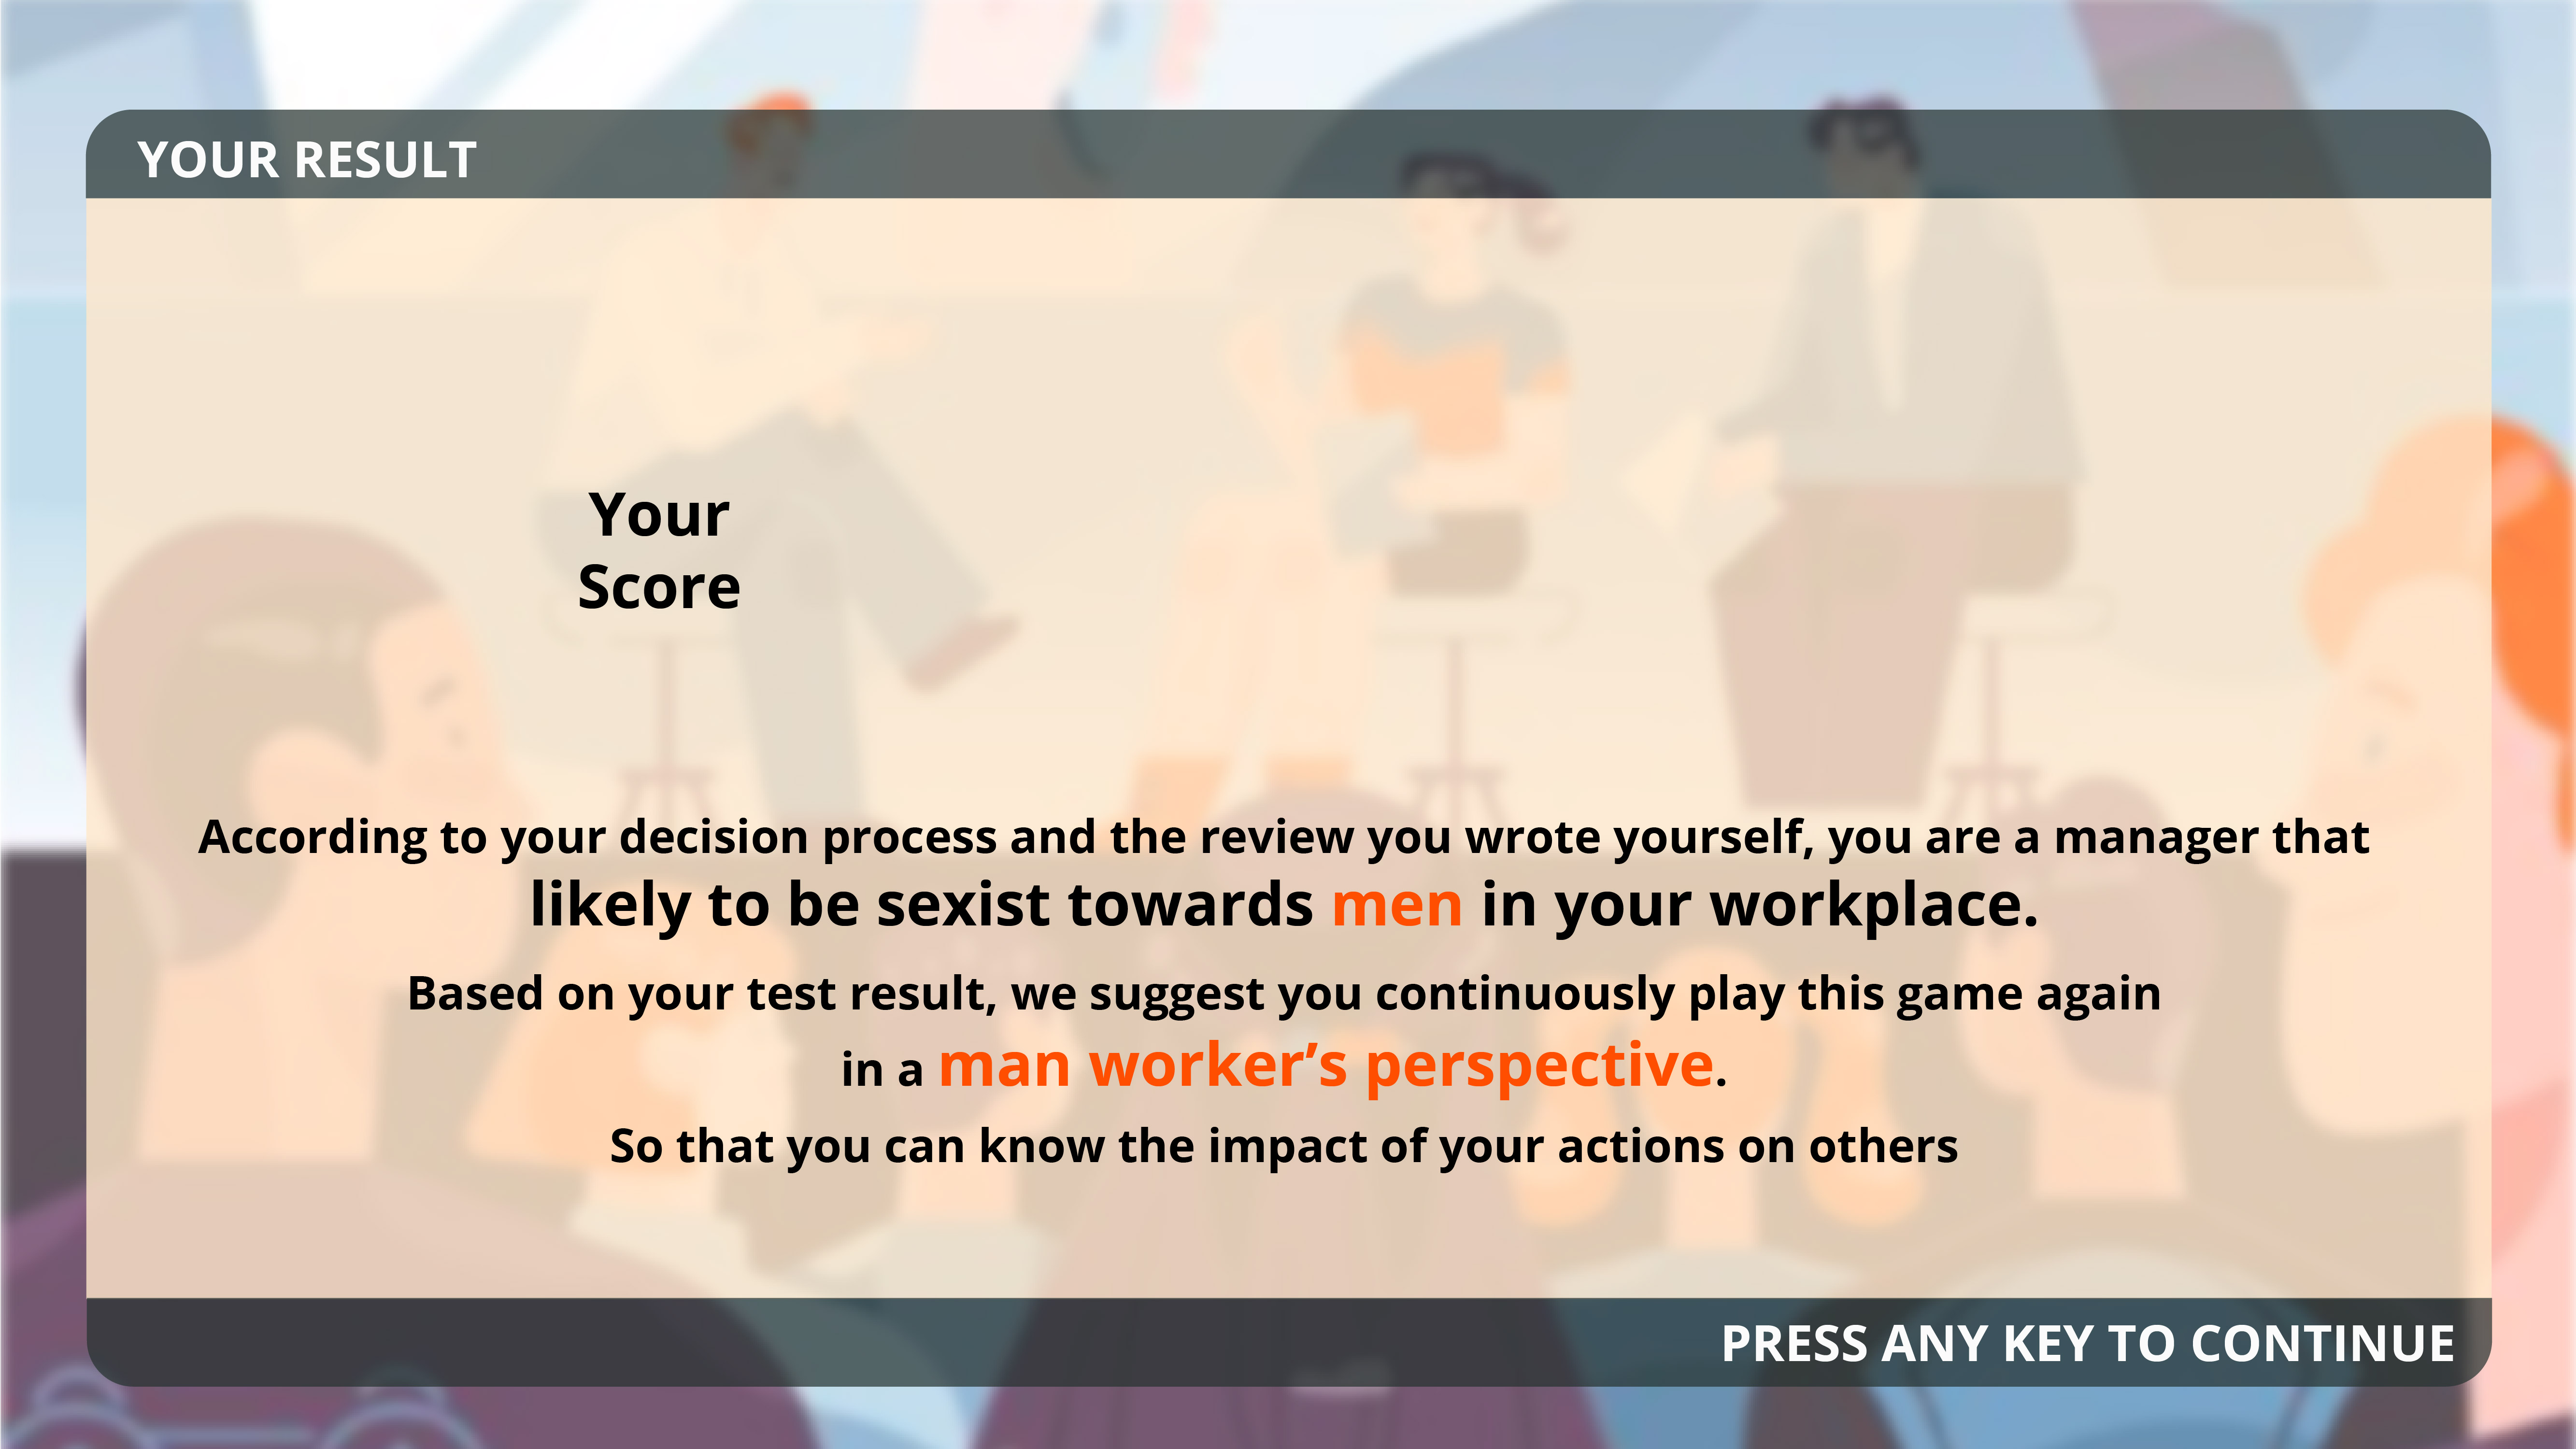 YOUR RESULT
Your
Score
According to your decision process and the review you wrote yourself, you are a manager that
likely to be sexist towards men in your workplace.
Based on your test result, we suggest you continuously play this game again
in a man worker’s perspective.
So that you can know the impact of your actions on others
PRESS ANY KEY TO CONTINUE